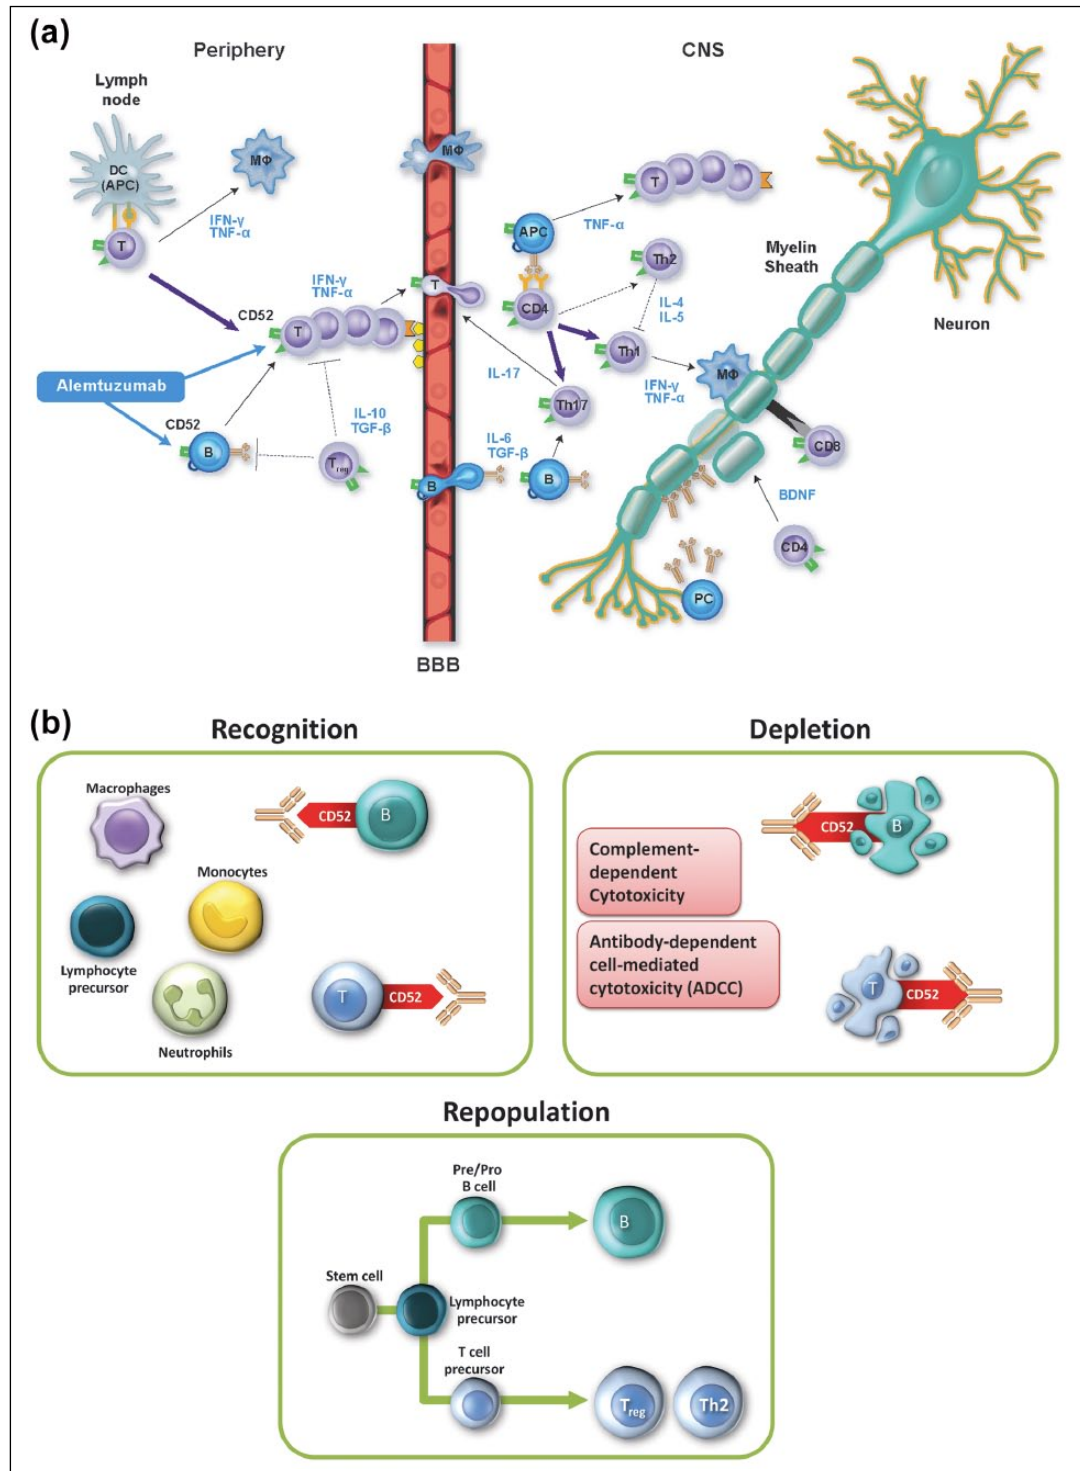 (a)
Periphery
CNS
Lymph
node
DC
(APC)
MΦ
T
IFN-γ
TNF-α
MΦ
T
APC
TNF-α
Th2
Myelin
Sheath
CD4
IL-4
IL-5
Neuron
CD52
IFN-γ
TNF-α
T
T
Th1
MΦ
IFN-γ
TNF-α
Alemtuzumab
IL-17
Th17
CD8
CD52
B
IL-10
TGF-β
Treg
IL-6
TGF-β
B
B
BDNF
CD4
PC
BBB
(b)
Recognition
Macrophages
CD52
B
Monocytes
Lymphocyte
precursor
T
CD52
Neutrophils
Depletion
CD52
B
Complement-
dependent
Cytotoxicity
Antibody-dependent
cell-mediated
cytotoxicity (ADCC)
T
CD52
Repopulation
Pre/Pro
B cell
B
Stem cell
Lymphocyte
precursor
T cell
precursor
Treg
Th2